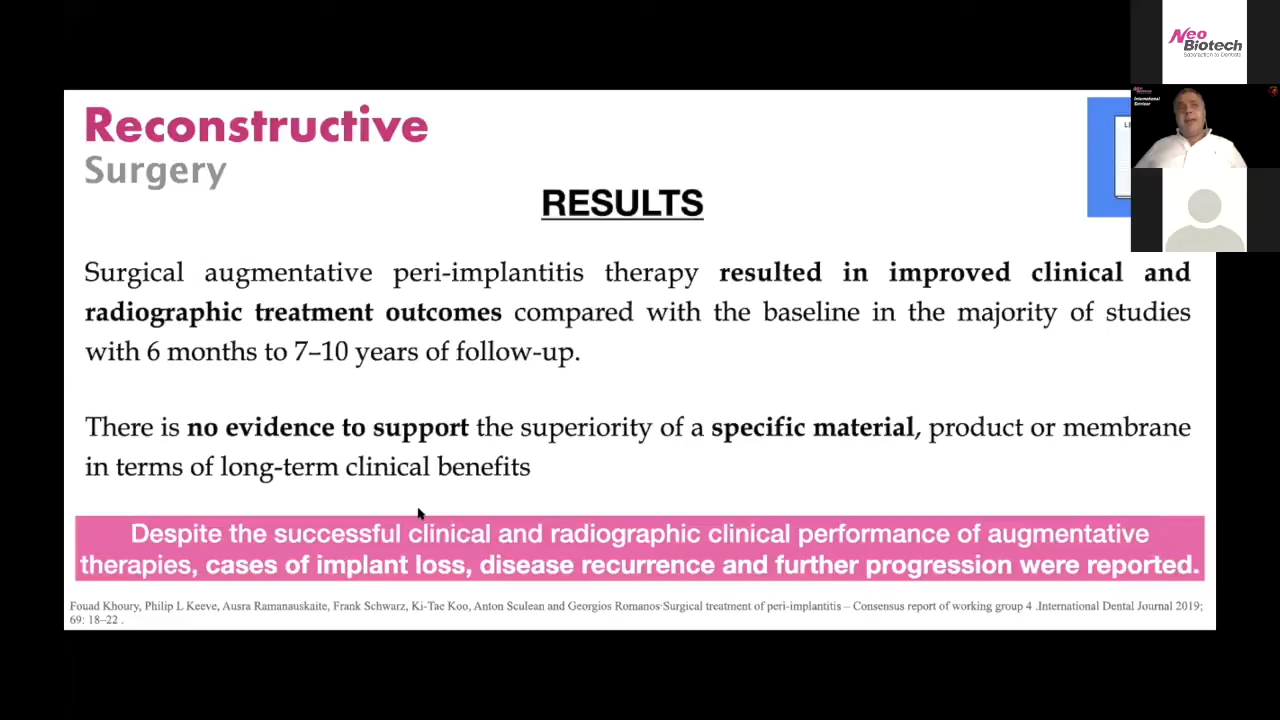 Neo
Biotech
Reconstructive
Surgery
International
Seminar
RESULTS
Surgical augmentative peri-implantitis therapy resulted in improved clinical and
radiographic treatment outcomes compared with the baseline in the majority of studies
with 6 months to 7–10 years of follow-up.
There is no evidence to support the superiority of a specific material, product or membrane
in terms of long-term clinical benefits
Despite the successful clinical and radiographic clinical performance of augmentative
therapies, cases of implant loss, disease recurrence and further progression were reported.
Fouad Khoury, Philip L Keeve, Ausra Ramanauskaite, Frank Schwarz, Ki-Tae Koo, Anton Sculean and Georgios Romanos·Surgical treatment of peri-implantitis – Consensus report of working group 4 .International Dental Journal 2019;
69: 18–22 .